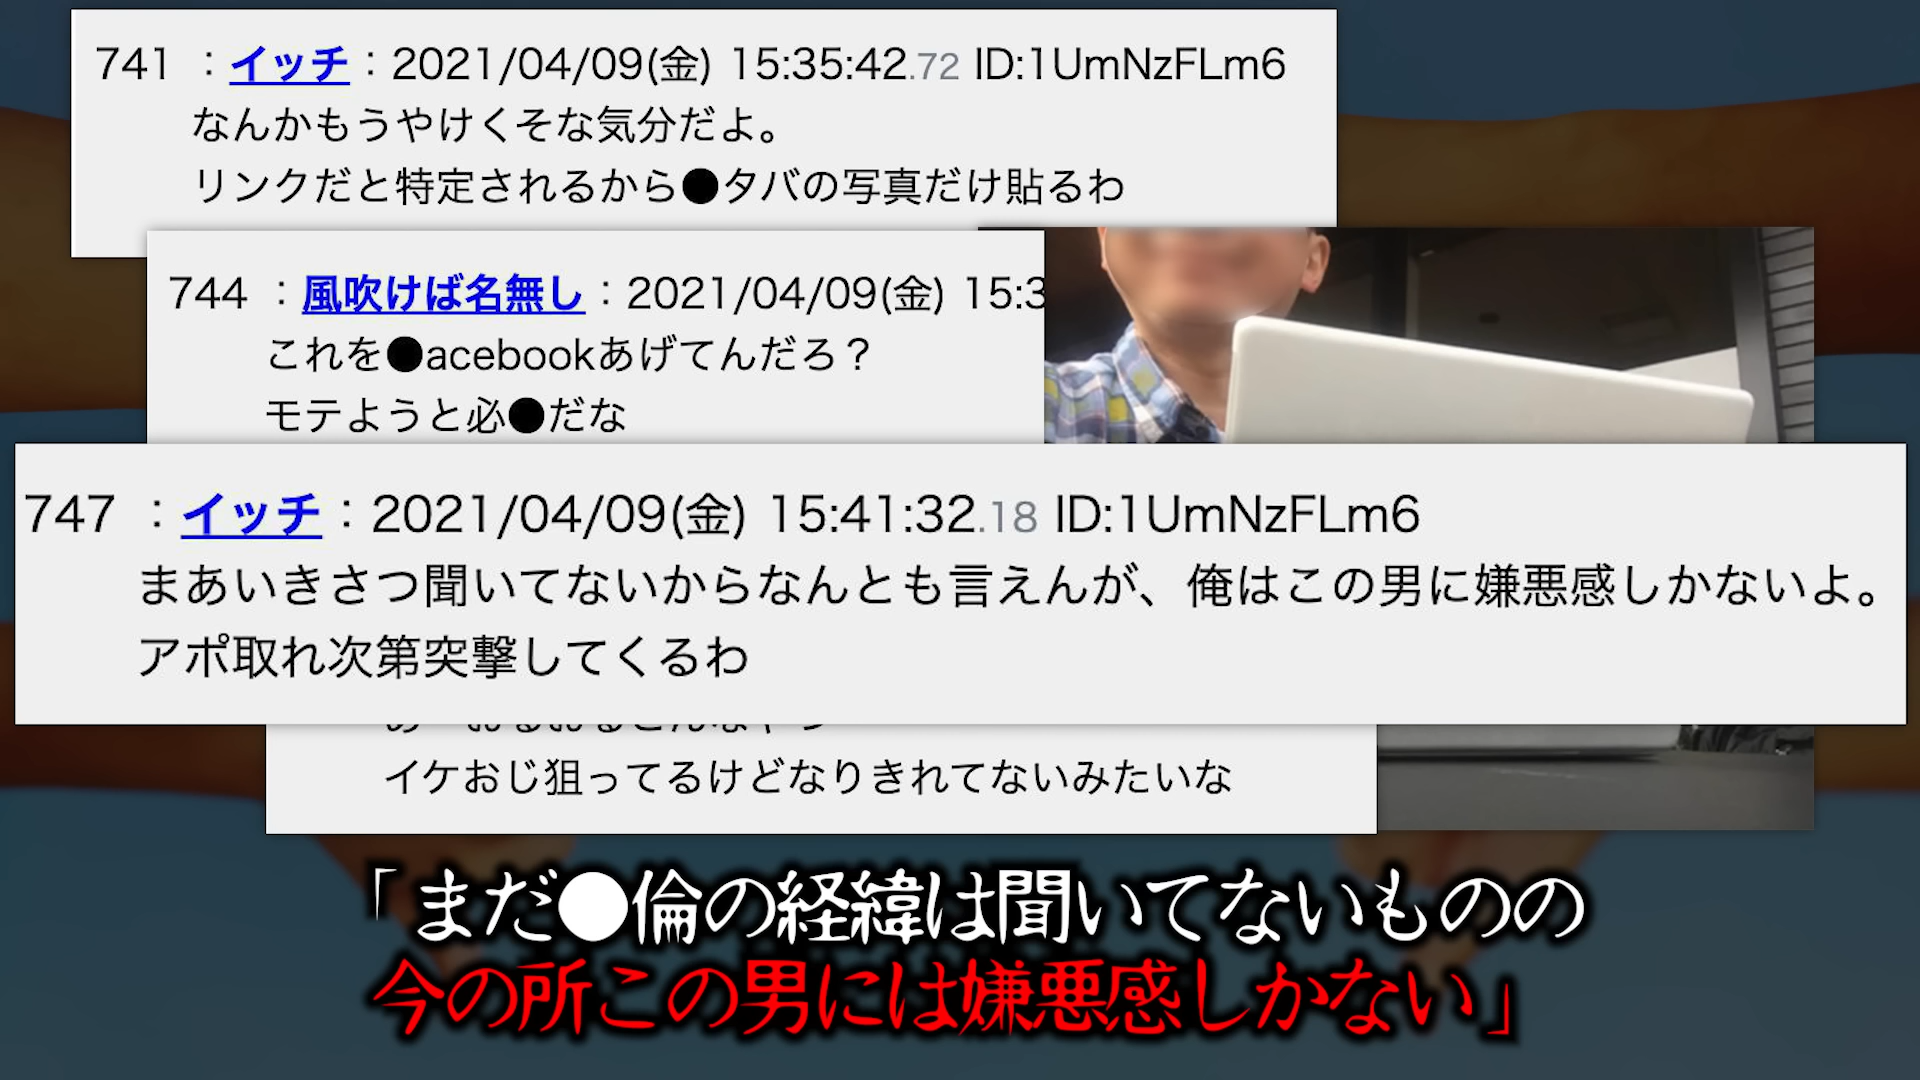 741 ：イッチ：2021/04/09(金) 15:35:42.72 ID:1UmNzFLm6
なんかもうやけくそな気分だよ。
リンクだと特定されるから●タバの写真だけ貼るわ
744 ：風吹けば名無し：2021/04/09(金) 15:3
これを●acebookあげてんだろ？
モテようと必●だな
747 ：イッチ：2021/04/09(金) 15:41:32.18 ID:1UmNzFLm6
まあいきさつ聞いてないからなんとも言えんが、俺はこの男に嫌悪感しかないよ。
アポ取れ次第突撃してくるわ
イケおじ狙ってるけどなりきれてないみたいな
「まだ●倫の経緯は聞いてないものの
今の所この男には嫌悪感しかない」